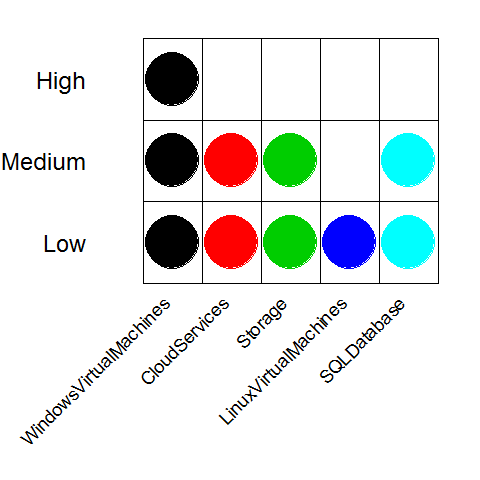 High
Medium
Low
WindowsVirtualMachines
CloudServices
Storage
LinuxVirtualMachines
SQLDatabase